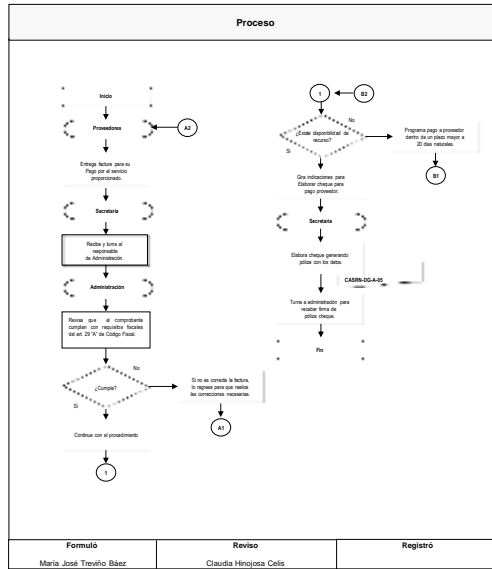 Proceso
Inicio
Proveedores
A2
Entrega factura para su
Pago por el servicio
proporcionado.
Secretaria
Recibe y turna al
responsable
de Administración.
Administración
Revisa que el comprobante
cumplan con requisitos fiscales
del art. 29 "A" de Código Fiscal.
No
¿Cumple?
Si
Si no es correcta la factura,
lo regresa para que realice
las correcciones necesarias.
A1
Continua con el procedimiento
1
1
B2
No
¿Existe disponibilidad de
recurso?
Si
Programa pago a proveedor
dentro de un plazo mayor a
20 días naturales.
B1
Gira indicaciones para
Elaborar cheque para
pago proveedor.
Secretaria
Elabora cheque generando
póliza con los datos.
CASRN-DG-A-05
Turna a administración para
recabar firma de
póliza cheque.
Fin
Formuló
Reviso
Registró
María José Treviño Báez
Claudia Hinojosa Celis